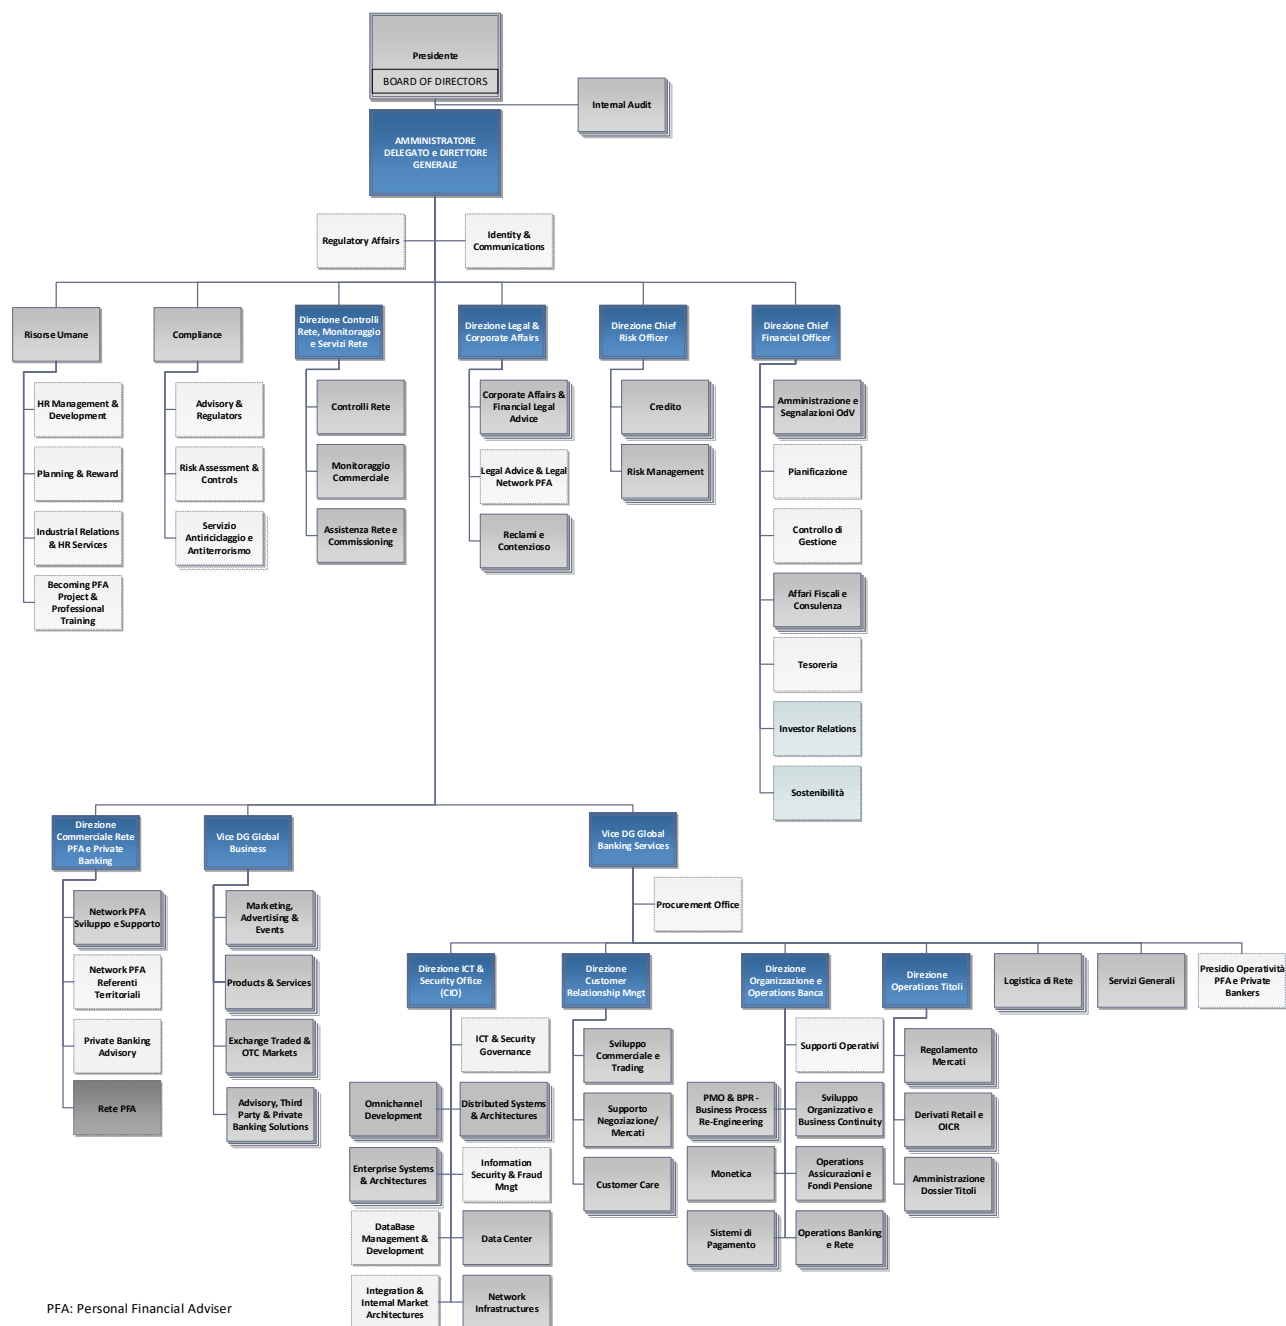 Presidente
BOARD OF DIRECTORS
Internal Audit
AMMINISTRATORE
DELEGATO e DIRETTORE
GENERALE
Regulatory Affairs
Identity &
Communications
Risorse Umane
Compliance
Direzione Controlli
Rete, Monitoraggio
e Servizi Rete
Direzione Legal &
Corporate Affairs
Direzione Chief
Risk Officer
Direzione Chief
Financial Officer
HR Management &
Development
Planning & Reward
Industrial Relations
& HR Services
Becoming PFA
Project &
Professional
Training
Advisory &
Regulators
Risk Assessment &
Controls
Servizio
Antiriciclaggio e
Antiterrorismo
Controlli Rete
Monitoraggio
Commerciale
Assistenza Rete e
Commissioning
Corporate Affairs &
Financial Legal
Advice
Legal Advice & Legal
Network PFA
Reclami e
Contenzioso
Credito
Risk Management
Amministrazione e
Segnalazioni OdV
Pianificazione
Controllo di
Gestione
Affari Fiscali e
Consulenza
Tesoreria
Investor Relations
Sostenibilità
Direzione
Commerciale Rete
PFA e Private
Banking
Vice DG Global
Business
Vice DG Global
Banking Services
Network PFA
Sviluppo e Supporto
Network PFA
Referenti
Territoriali
Private Banking
Advisory
Rete PFA
Marketing,
Advertising &
Events
Products & Services
Exchange Traded &
OTC Markets
Advisory, Third
Party & Private
Banking Solutions
Procurement Office
Direzione ICT &
Security Office
(CIO)
Direzione
Customer
Relationship Mngt
Direzione
Organizzazione e
Operations Banca
Direzione
Operations Titoli
Logistica di Rete
Servizi Generali
Presidio Operatività
PFA e Private
Bankers
ICT & Security
Governance
Omnichannel
Development
Distributed Systems
& Architectures
Enterprise Systems
& Architectures
Information
Security & Fraud
Mngt
DataBase
Management &
Development
Data Center
Integration &
Internal Market
Architectures
Network
Infrastructures
Sviluppo
Commerciale e
Trading
Supporto
Negoziazione/
Mercati
Customer Care
Supporti Operativi
PMO & BPR -
Business Process
Re-Engineering
Sviluppo
Organizzativo e
Business Continuity
Monetica
Operations
Assicurazioni e
Fondi Pensione
Sistemi di
Pagamento
Operations Banking
e Rete
Regolamento
Mercati
Derivati Retail e
OICR
Amministrazione
Dossier Titoli
PFA: Personal Financial Adviser